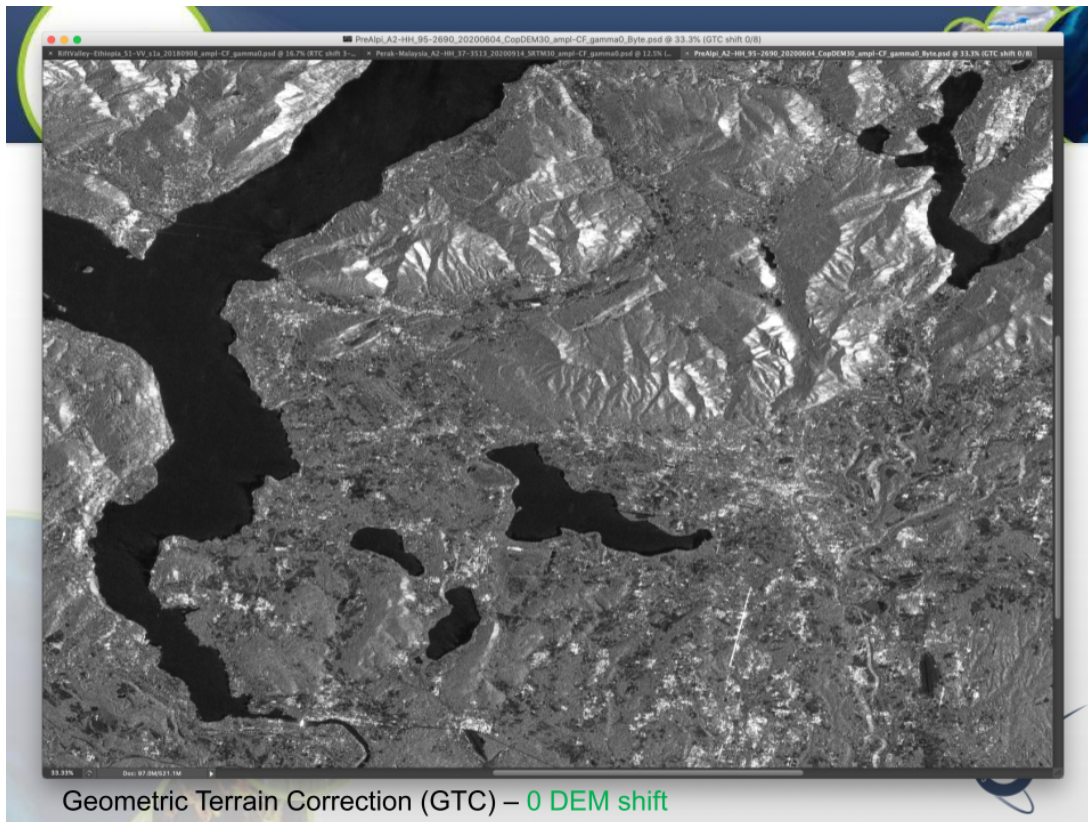 PreAlpi_A2-HH_95-2690_20200604_CopDEM30_ampl-CF_gamma0_Byte.psd @ 33.3% (GTC shift 0/8)
× RiftValley-Ethiopia_S1-VV_s1a_20180908_ampl-CF_gamma0.psd @ 16.7% (RTC shift 3-... × Perak-Malaysia_A2-HH_37-3513_20200914_SRTM30_ampl-CF_gamma0.psd @ 12.5% (... × PreAlpi_A2-HH_95-2690_20200604_CopDEM30_ampl-CF_gamma0_Byte.psd @ 33.3% (GTC shift 0/8)
33.33% Doc: 97.0M/621.1M
Geometric Terrain Correction (GTC) – 0 DEM shift